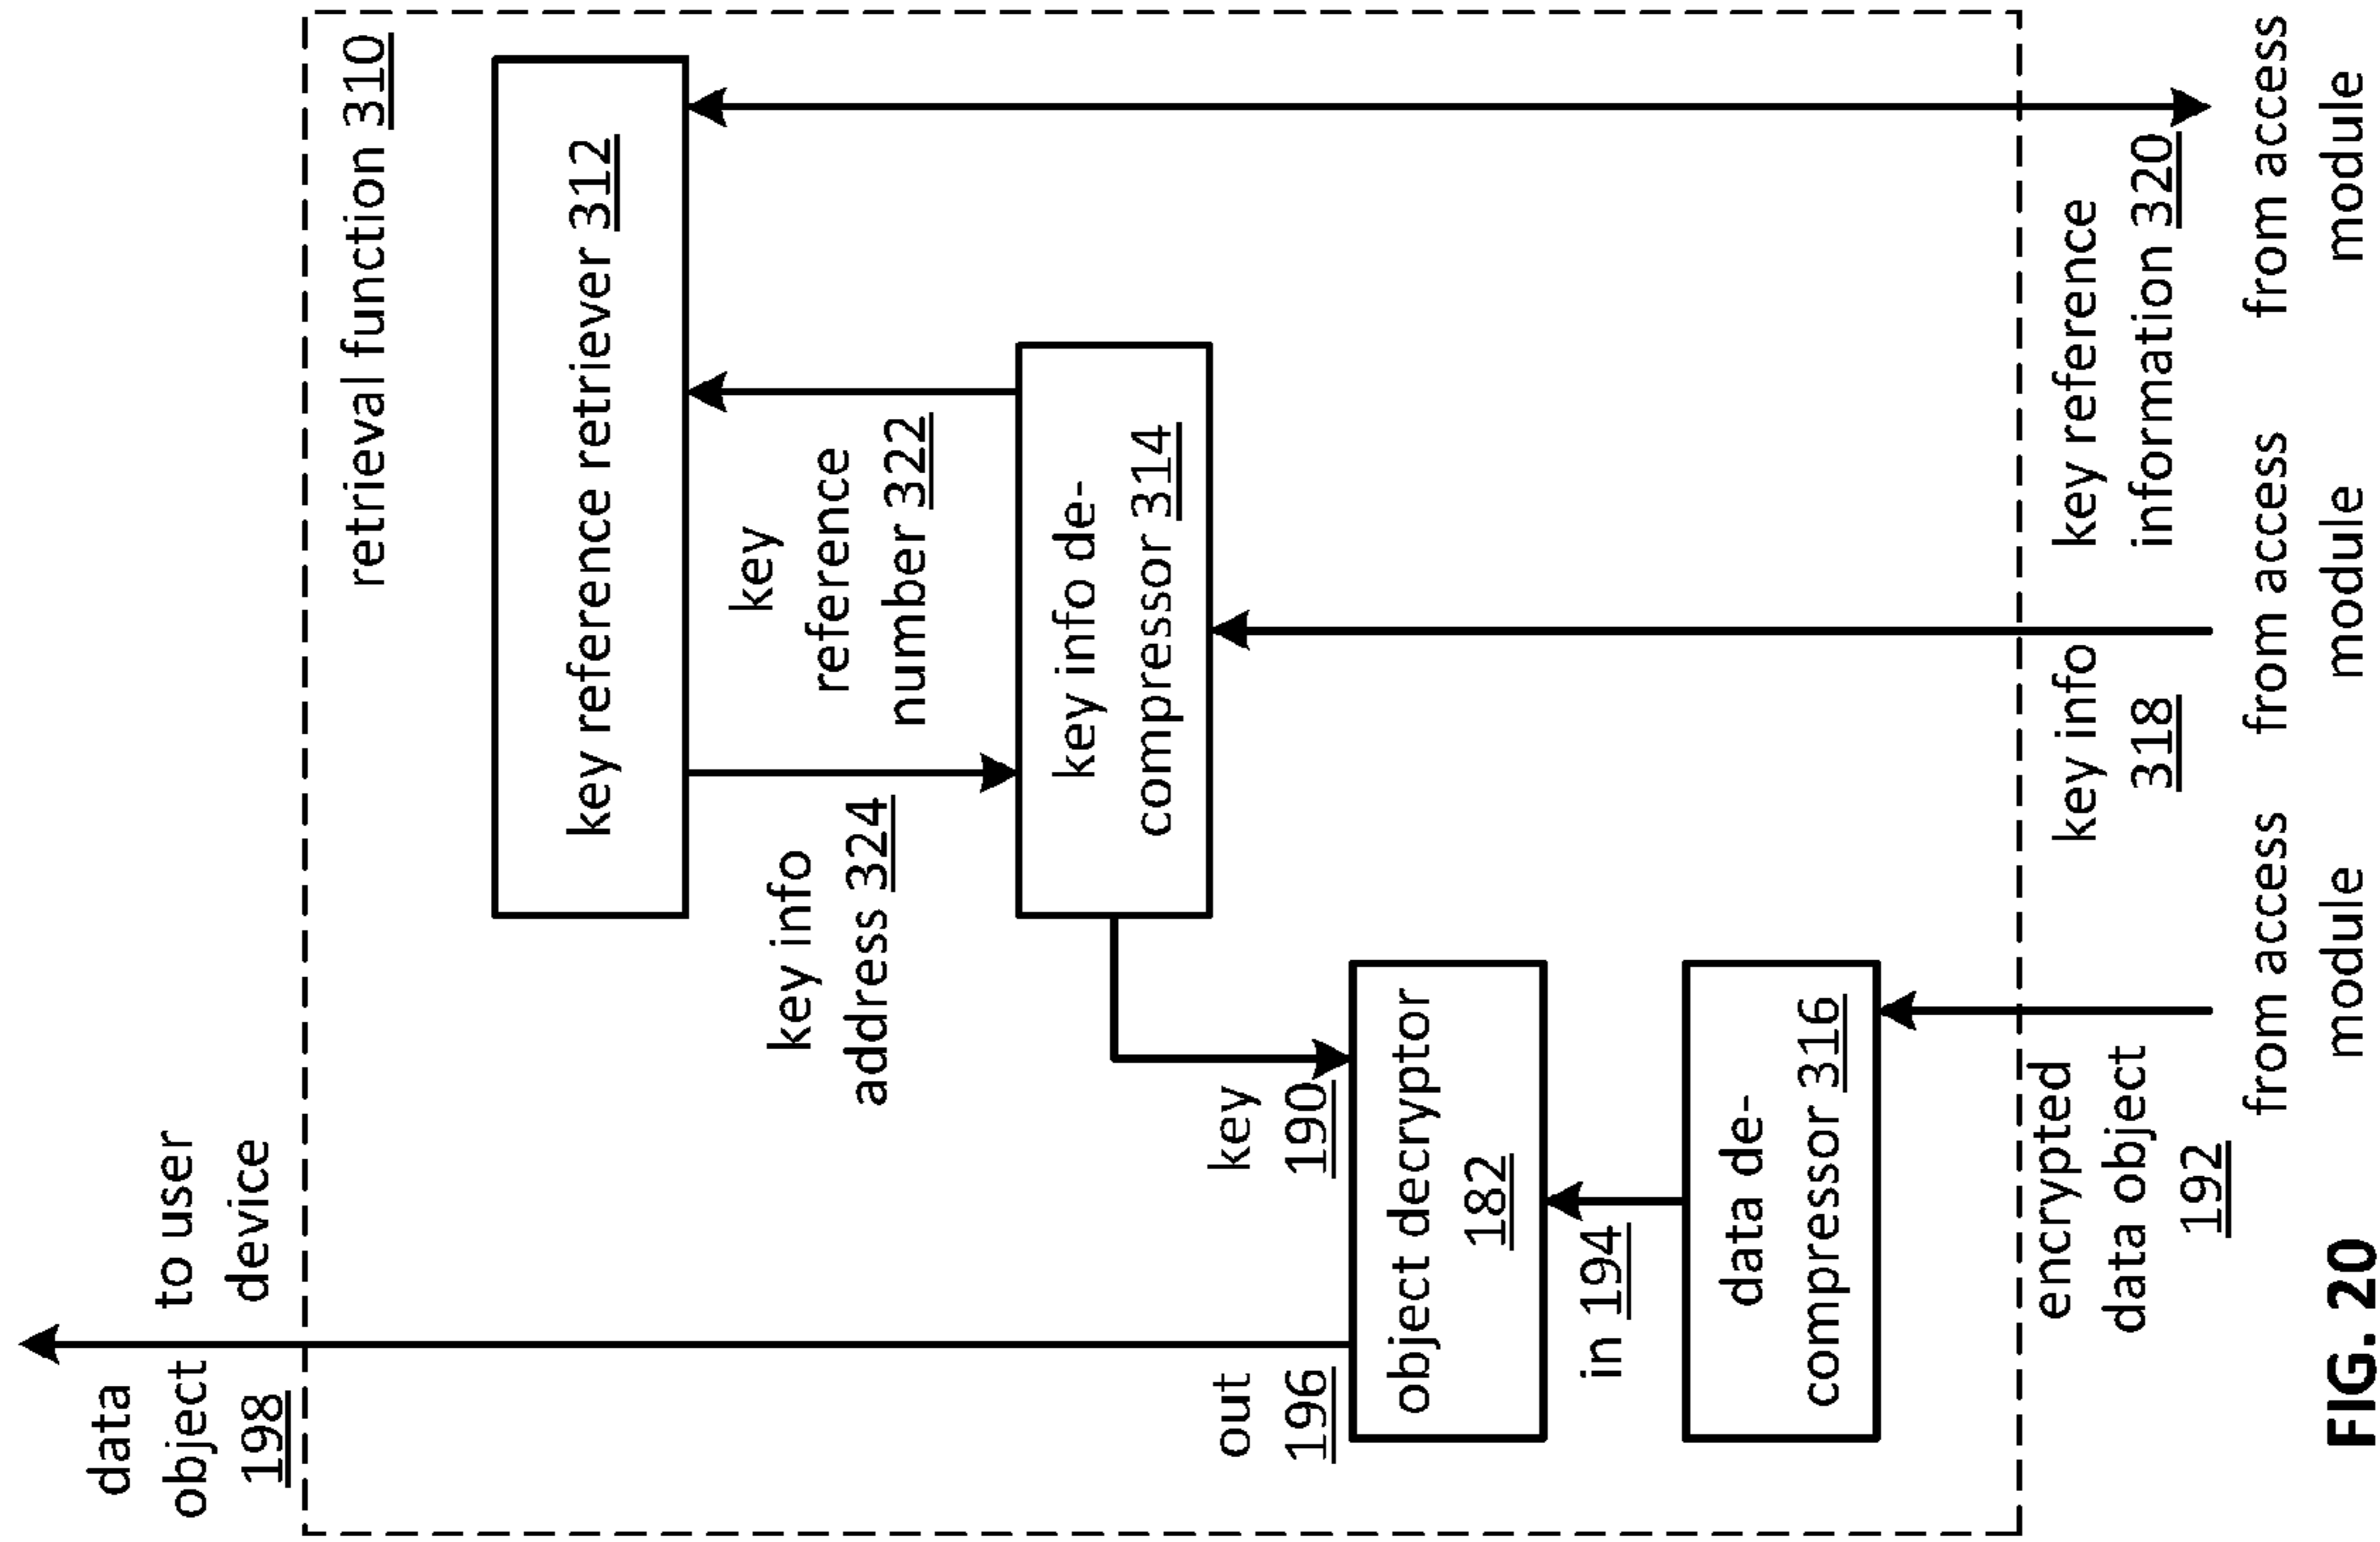 data
object
198
to user
device
retrieval function 310
key reference retriever 312
key info
address 324
key
reference
number 322
key info de-
compressor 314
out
196
key
190
object decryptor
182
in 194
data de-
compressor 316
encrypted
data object
192
key info
318
key reference
information 320
from access
module
from access
module
from access
module
FIG. 20